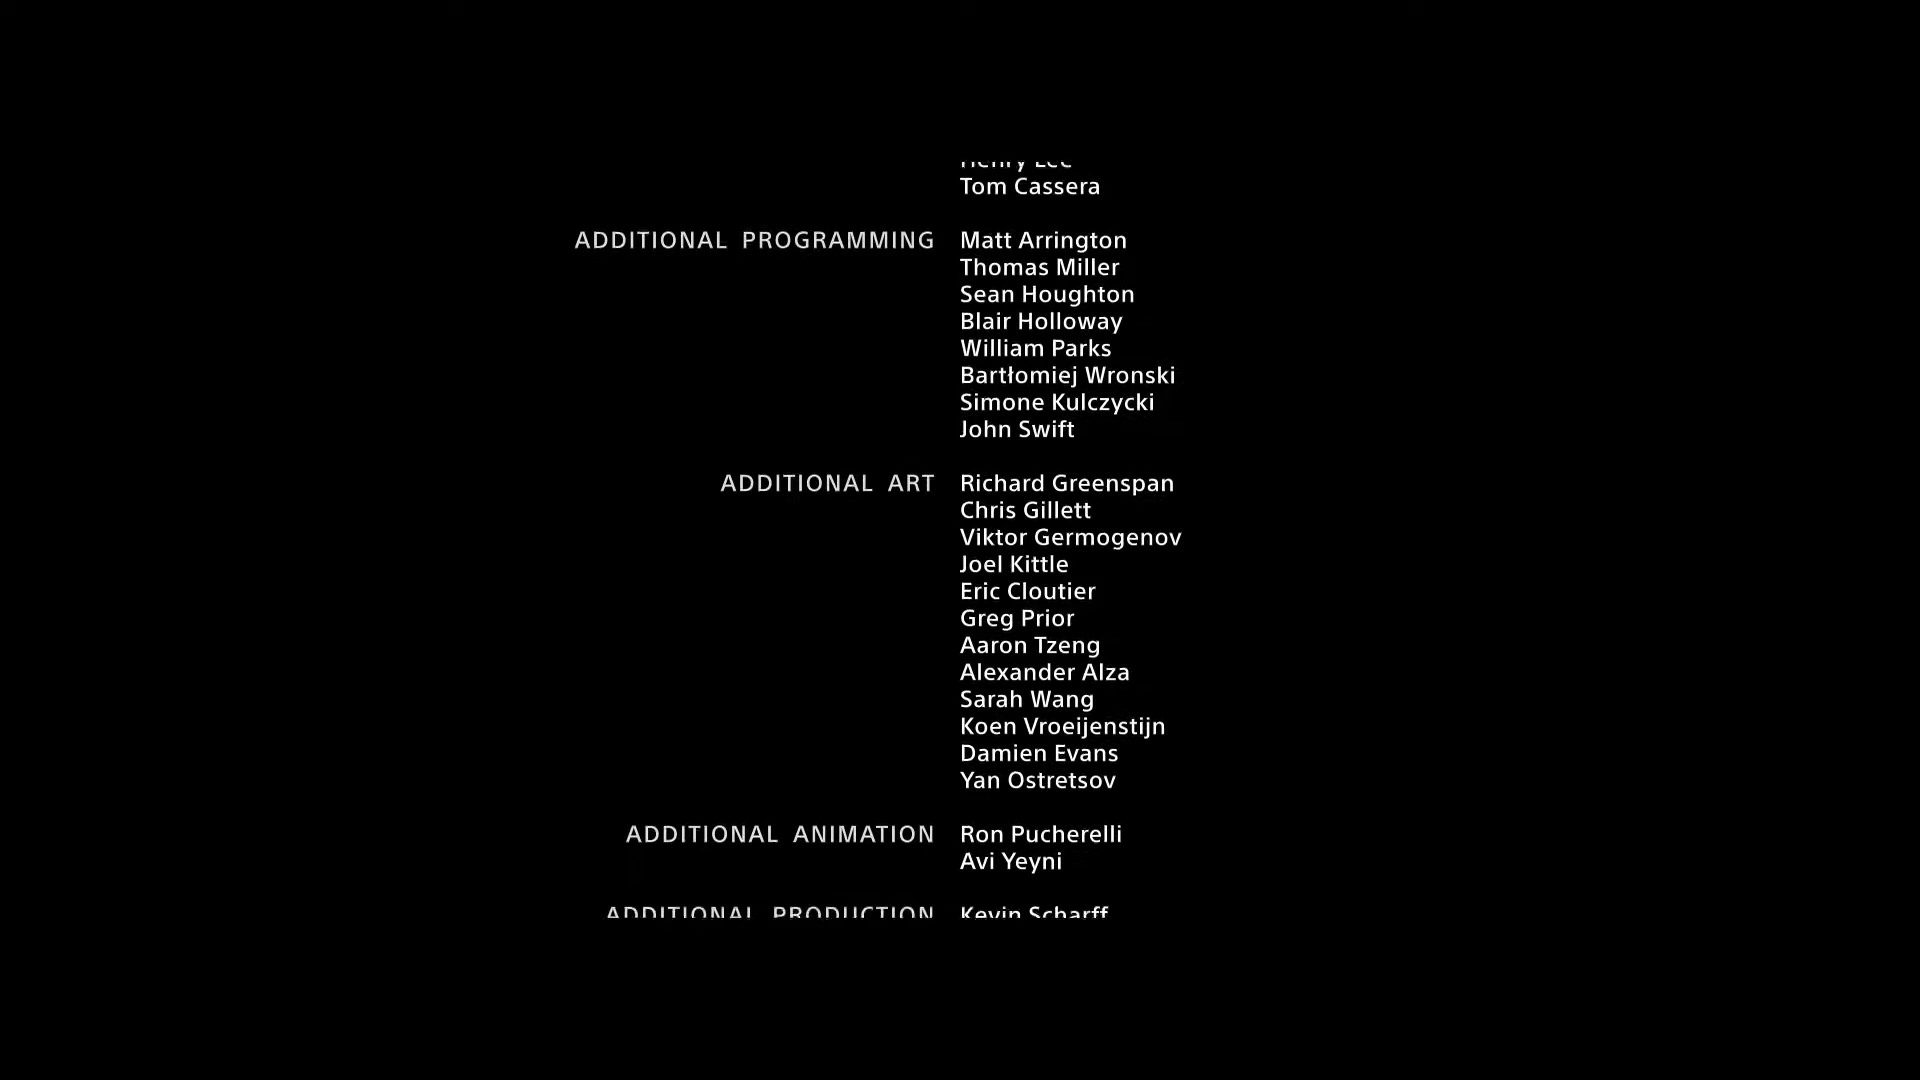 Henry Lee
Tom Cassera
ADDITIONAL PROGRAMMING Matt Arrington
Thomas Miller
Sean Houghton
Blair Holloway
William Parks
Bartłomiej Wronski
Simone Kulczycki
John Swift
ADDITIONAL ART Richard Greenspan
Chris Gillett
Viktor Germogenov
Joel Kittle
Eric Cloutier
Greg Prior
Aaron Tzeng
Alexander Alza
Sarah Wang
Koen Vroeijenstijn
Damien Evans
Yan Ostretsov
ADDITIONAL ANIMATION Ron Pucherelli
Avi Yeyni
ADDITIONAL PRODUCTION Kevin Scharff